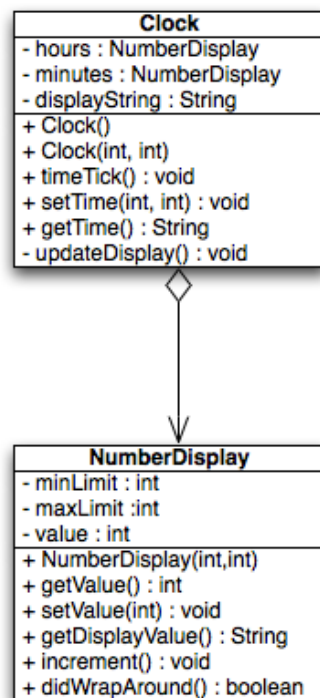 Clock
- hours : NumberDisplay
- minutes : NumberDisplay
- displayString : String
+ Clock()
+ Clock(int, int)
+ timeTick() : void
+ setTime(int, int) : void
+ getTime() : String
- updateDisplay() : void
NumberDisplay
- minLimit : int
- maxLimit :int
- value : int
+ NumberDisplay(int,int)
+ getValue() : int
+ setValue(int) : void
+ getDisplayValue() : String
+ increment() : void
+ didWrapAround() : boolean